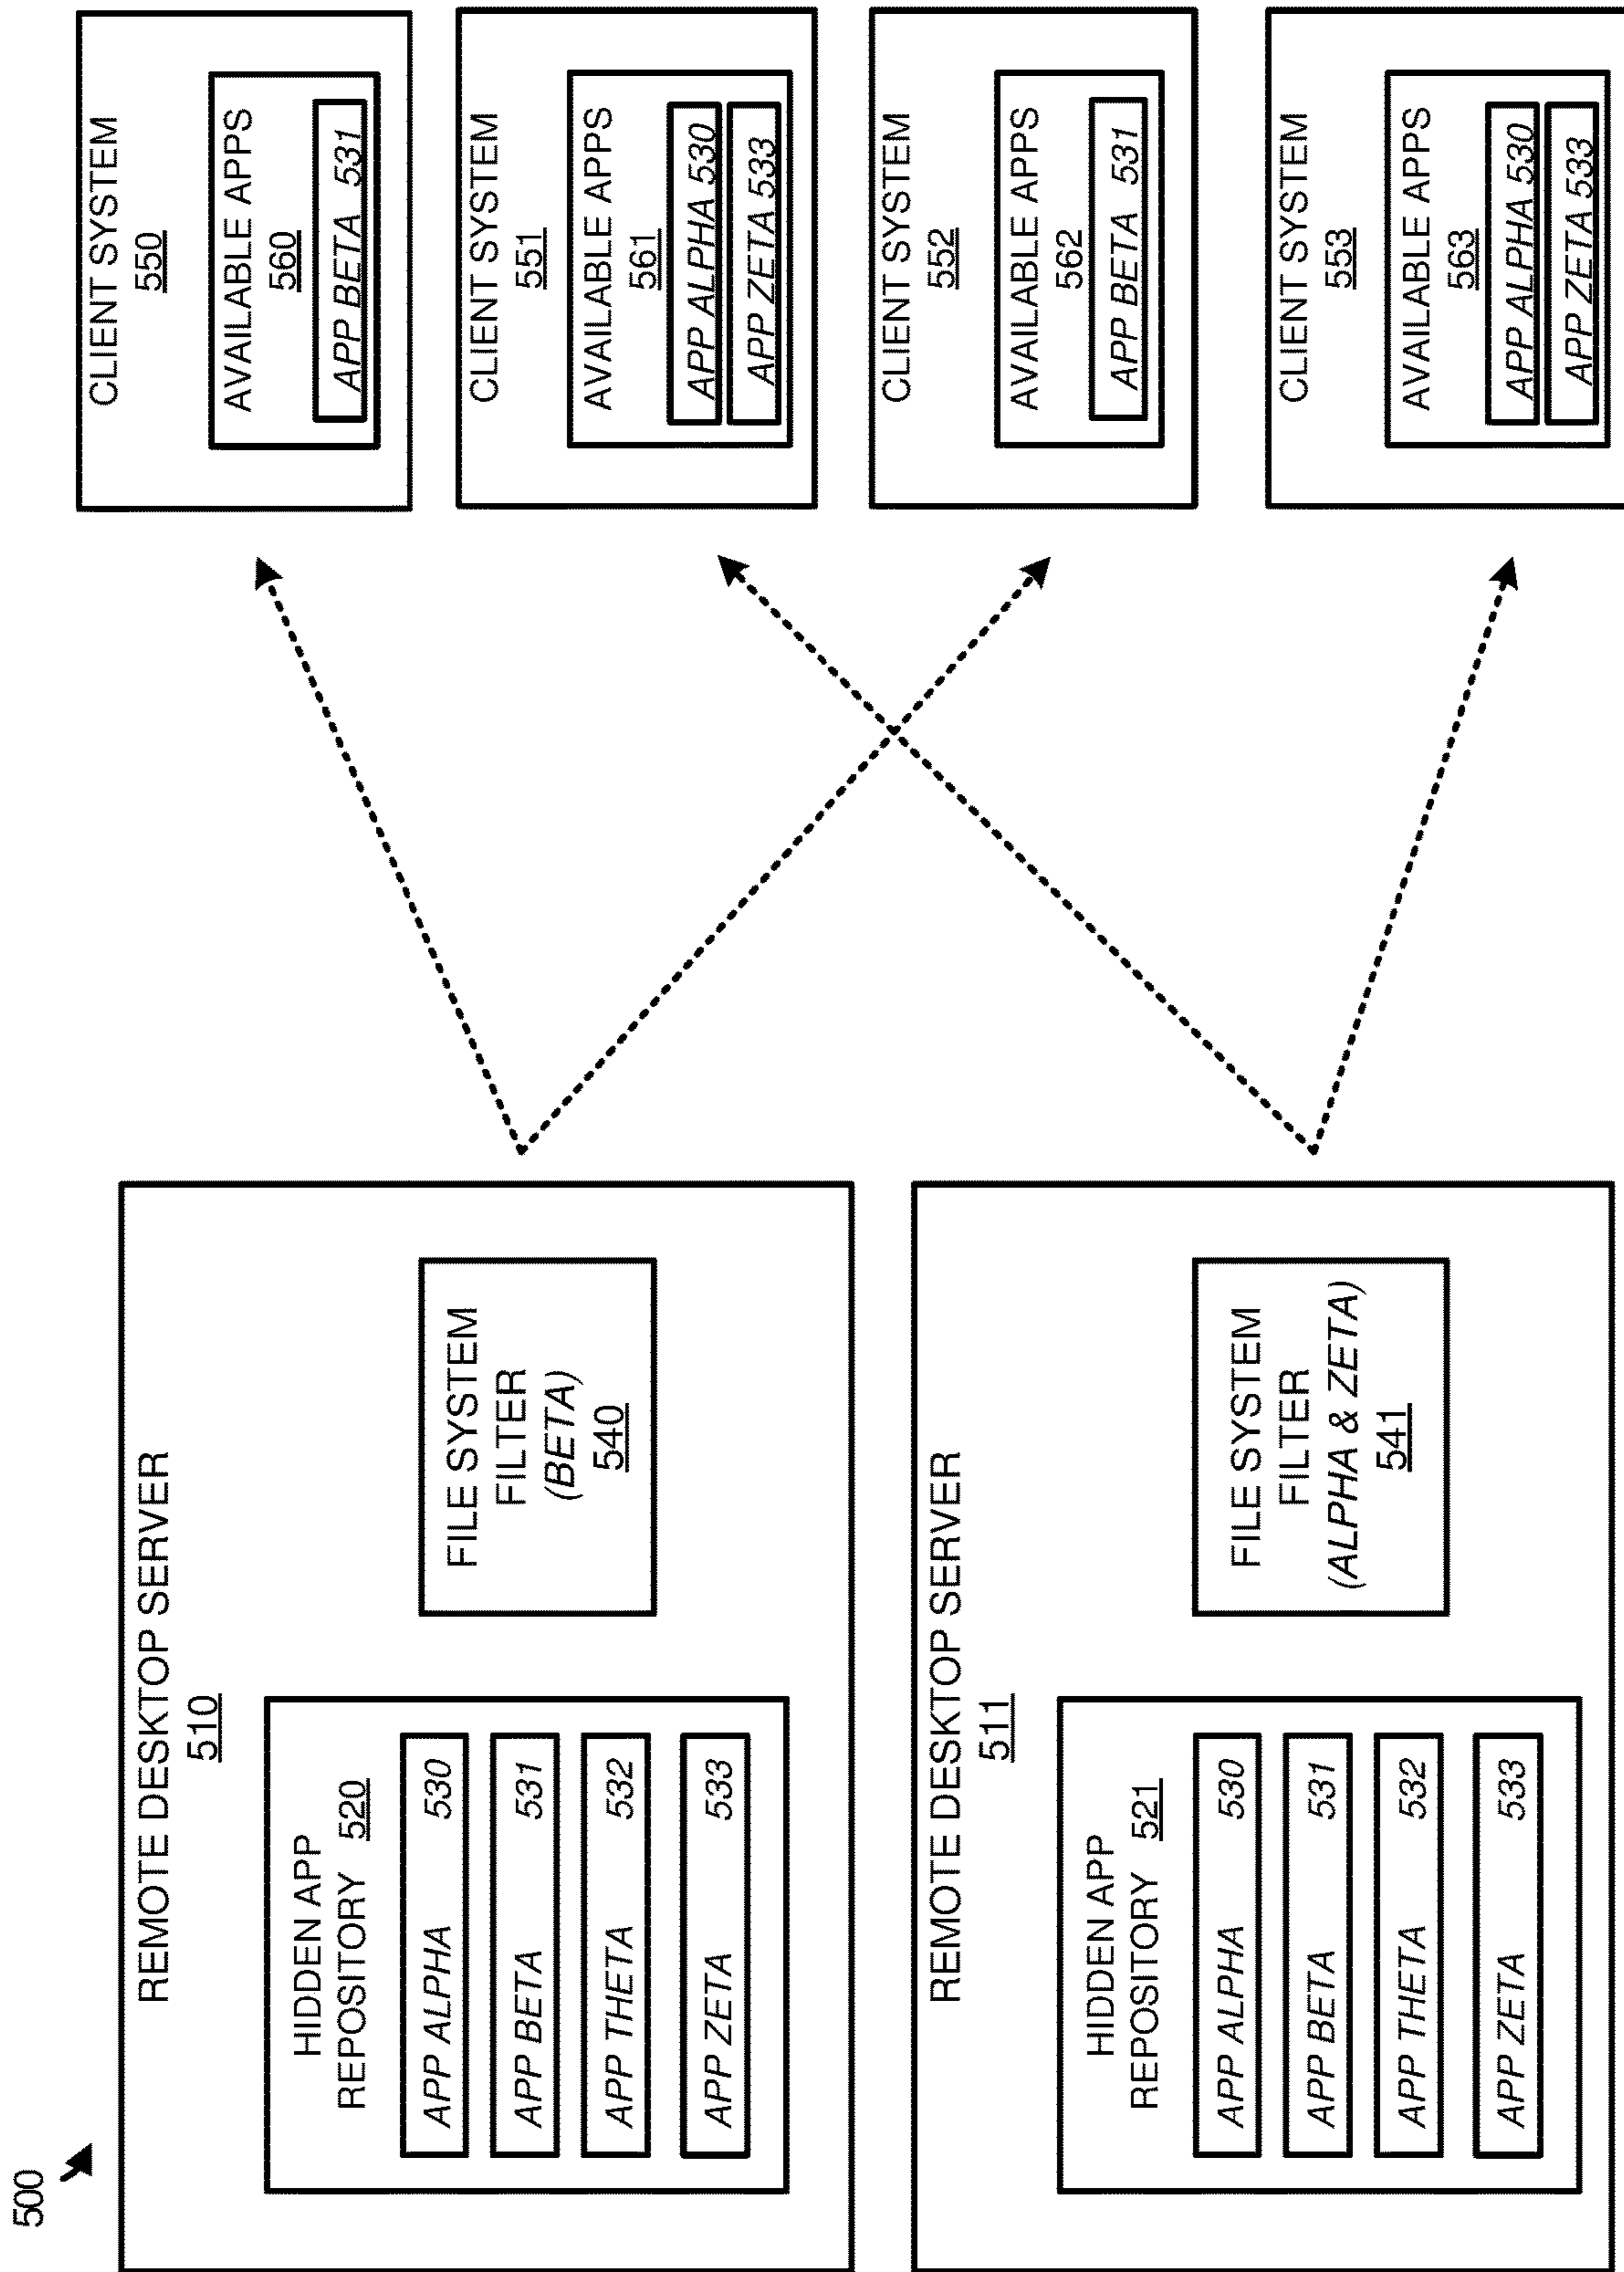 500
REMOTE DESKTOP SERVER
510
HIDDEN APP
REPOSITORY 520
APP ALPHA 530
APP BETA 531
APP THETA 532
APP ZETA 533
FILE SYSTEM
FILTER
(BETA)
540
REMOTE DESKTOP SERVER
511
HIDDEN APP
REPOSITORY 521
APP ALPHA 530
APP BETA 531
APP THETA 532
APP ZETA 533
FILE SYSTEM
FILTER
(ALPHA & ZETA)
541
CLIENT SYSTEM
550
AVAILABLE APPS
560
APP BETA 531
CLIENT SYSTEM
551
AVAILABLE APPS
561
APP ALPHA 530
APP ZETA 533
CLIENT SYSTEM
552
AVAILABLE APPS
562
APP BETA 531
CLIENT SYSTEM
553
AVAILABLE APPS
563
APP ALPHA 530
APP ZETA 533